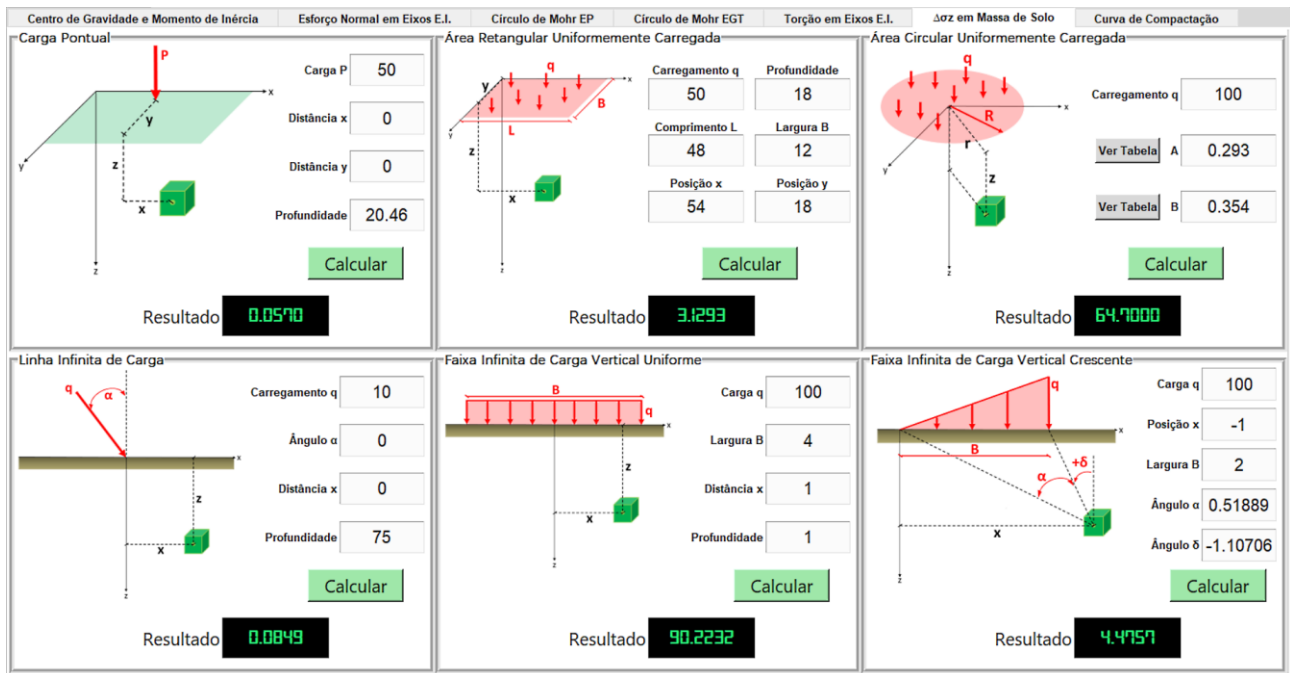 Centro de Gravidade e Momento de Inércia Esforço Normal em Eixos E.I. Círculo de Mohr EP Círculo de Mohr EGT Torção em Eixos E.I. Δσz em Massa de Solo Curva de Compactação
Carga Pontual
P
x
y
z
x
y
z
Carga P 50
Distância x 0
Distância y 0
Profundidade 20.46
Calcular
Resultado 0.0570
Área Retangular Uniformemente Carregada
q
y
x
B
L
y
z
x
z
Carregamento q Profundidade
50 18
Comprimento L Largura B
48 12
Posição x Posição y
54 18
Calcular
Resultado 3.1293
Área Circular Uniformemente Carregada
q
x
R
r
y
z
z
Carregamento q 100
Ver Tabela A 0.293
Ver Tabela B 0.354
Calcular
Resultado 64.7000
Linha Infinita de Carga
q
α
x
z
x
z
Carregamento q 10
Ângulo α 0
Distância x 0
Profundidade 75
Calcular
Resultado 0.0849
Faixa Infinita de Carga Vertical Uniforme
B
q
x
z
x
z
Carga q 100
Largura B 4
Distância x 1
Profundidade 1
Calcular
Resultado 90.2232
Faixa Infinita de Carga Vertical Crescente
q
x
B
+δ
α
x
z
Carga q 100
Posição x -1
Largura B 2
Ângulo α 0.51889
Ângulo δ -1.10706
Calcular
Resultado 4.4757